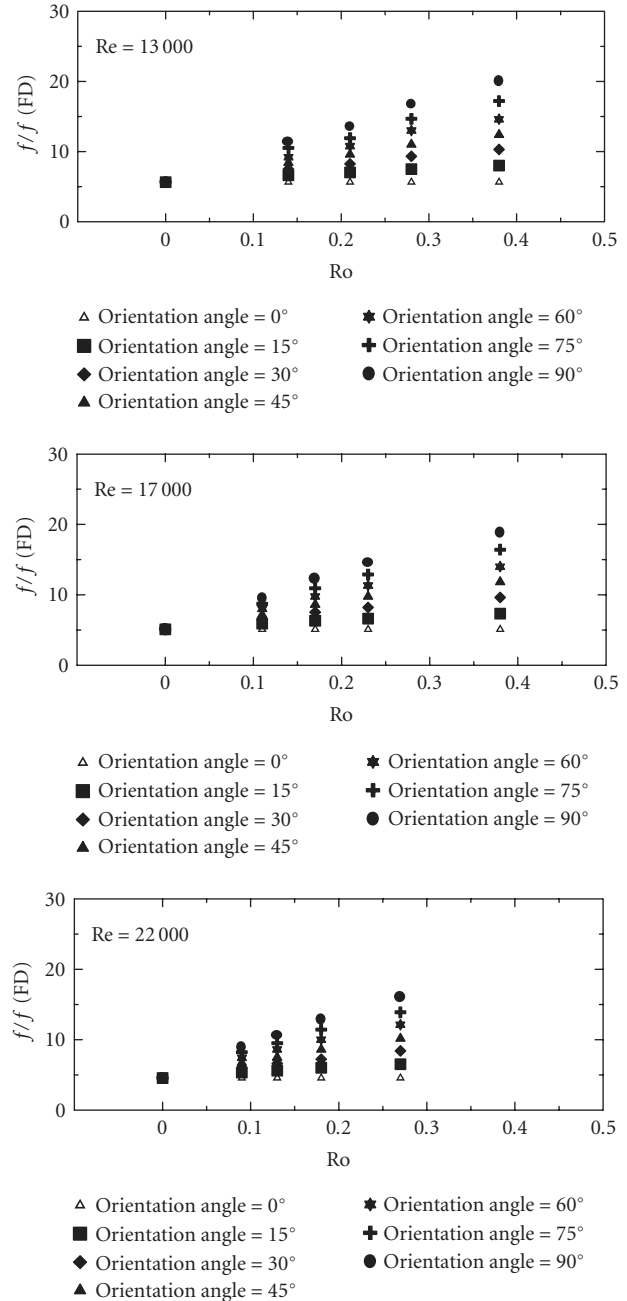 30
Re = 13 000
20
f/f (FD)
10
0
0 0.1 0.2 0.3 0.4 0.5
Ro
Orientation angle = 0°
Orientation angle = 15°
Orientation angle = 30°
Orientation angle = 45°
Orientation angle = 60°
Orientation angle = 75°
Orientation angle = 90°
30
Re = 17 000
20
f/f (FD)
10
0
0 0.1 0.2 0.3 0.4 0.5
Ro
Orientation angle = 0°
Orientation angle = 15°
Orientation angle = 30°
Orientation angle = 45°
Orientation angle = 60°
Orientation angle = 75°
Orientation angle = 90°
30
Re = 22 000
20
f/f (FD)
10
0
0 0.1 0.2 0.3 0.4 0.5
Ro
Orientation angle = 0°
Orientation angle = 15°
Orientation angle = 30°
Orientation angle = 45°
Orientation angle = 60°
Orientation angle = 75°
Orientation angle = 90°